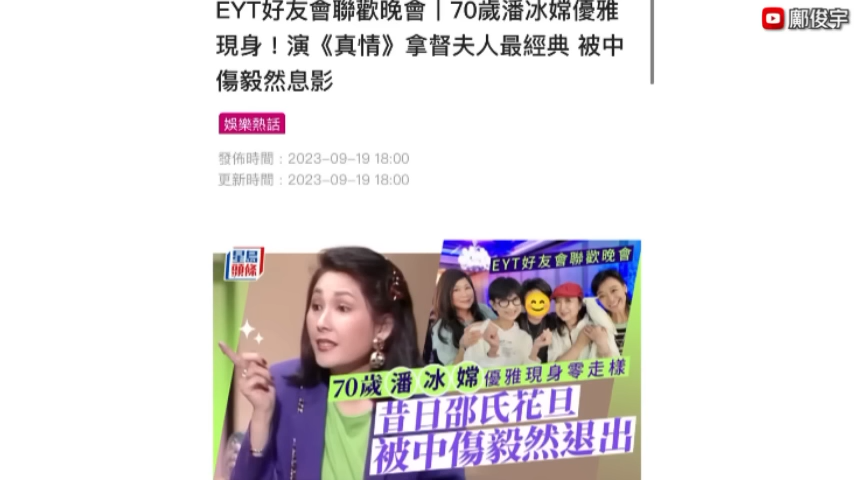 EYT好友會聯歡晚會｜70歲潘冰嫦優雅
現身！演《真情》拿督夫人最經典 被中
傷毅然息影
娛樂熱話
發佈時間：2023-09-19 18:00
更新時間：2023-09-19 18:00
鄺俊宇
星島
頭條
EYT好友會聯歡晚會
70歲潘冰嫦優雅現身零走樣
昔日邵氏花旦
被中傷毅然退出